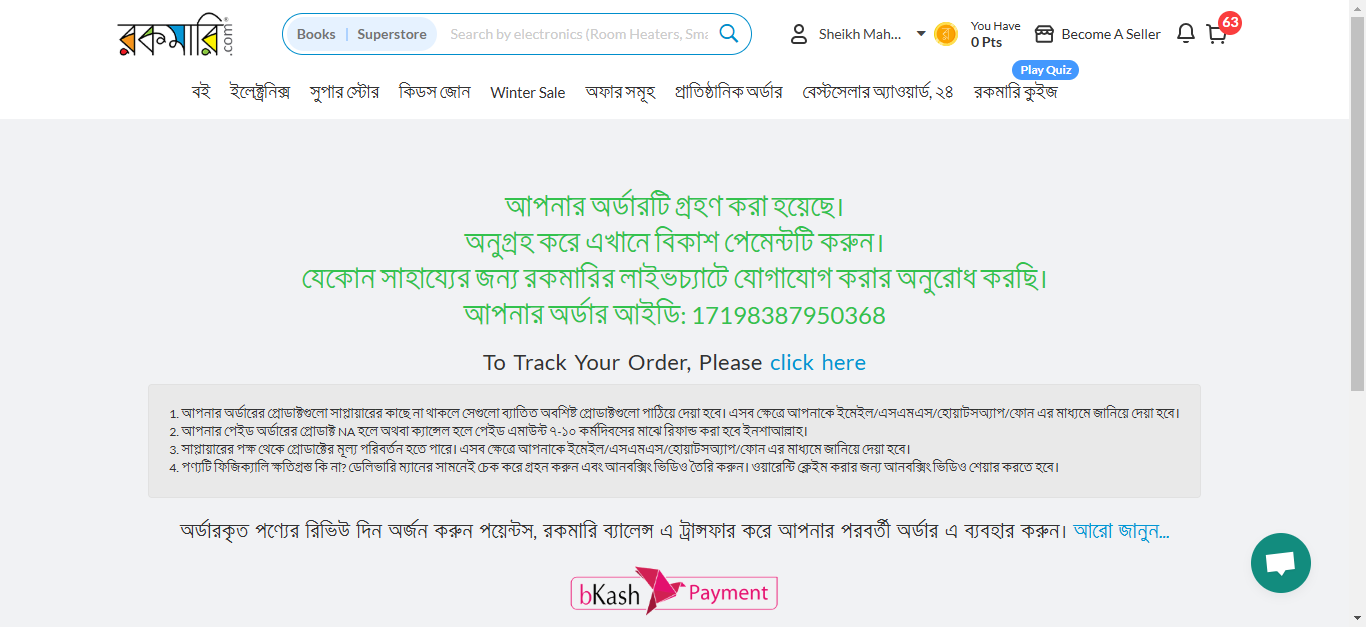 রকমারি.com
Books | Superstore
Search by electronics (Room Heaters, Sma
Sheikh Mah...
You Have
0 Pts
Become A Seller
63
Play Quiz
বই ইলেক্ট্রনিক্স সুপার স্টোর কিডস জোন Winter Sale অফার সমূহ প্রাতিষ্ঠানিক অর্ডার বেস্টসেলার অ্যাওয়ার্ড, ২৪ রকমারি কুইজ
আপনার অর্ডারটি গ্রহণ করা হয়েছে।
অনুগ্রহ করে এখানে বিকাশ পেমেন্টটি করুন।
যেকোন সাহায্যের জন্য রকমারির লাইভচ্যাটে যোগাযোগ করার অনুরোধ করছি।
আপনার অর্ডার আইডি: 17198387950368
To Track Your Order, Please click here
1. আপনার অর্ডারের প্রোডাক্টগুলো সাপ্লায়ারের কাছে না থাকলে সেগুলো ব্যাতিত অবশিষ্ট প্রোডাক্টগুলো পাঠিয়ে দেয়া হবে। এসব ক্ষেত্রে আপনাকে ইমেইল/এসএমএস/হোয়াটসঅ্যাপ/ফোন এর মাধ্যমে জানিয়ে দেয়া হবে।
2. আপনার পেইড অর্ডারের প্রোডাক্ট NA হলে অথবা ক্যান্সেল হলে পেইড এমাউন্ট ৭-১০ কর্মদিবসের মাঝে রিফান্ড করা হবে ইনশাআল্লাহ।
3. সাপ্লায়ারের পক্ষ থেকে প্রোডাক্টের মূল্য পরিবর্তন হতে পারে। এসব ক্ষেত্রে আপনাকে ইমেইল/এসএমএস/হোয়াটসঅ্যাপ/ফোন এর মাধ্যমে জানিয়ে দেয়া হবে।
4. পণ্যটি ফিজিক্যালি ক্ষতিগ্রস্ত কি না? ডেলিভারি ম্যানের সামনেই চেক করে গ্রহন করুন এবং আনবক্সিং ভিডিও তৈরি করুন। ওয়ারেন্টি ক্লেইম করার জন্য আনবক্সিং ভিডিও শেয়ার করতে হবে।
অর্ডারকৃত পণ্যের রিভিউ দিন অর্জন করুন পয়েন্টস, রকমারি ব্যালেন্স এ ট্রান্সফার করে আপনার পরবর্তী অর্ডার এ ব্যবহার করুন। আরো জানুন...
bKash Payment